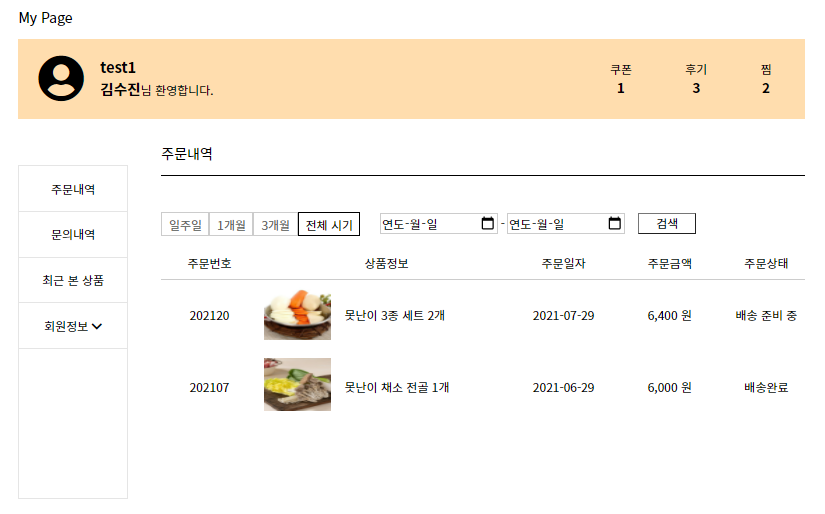 My Page
test1
김수진님 환영합니다.
쿠폰 후기 찜
1 3 2
주문내역
문의내역
최근 본 상품
회원정보
주문내역
일주일 1개월 3개월 전체 시기 연도-월-일 - 연도-월-일 검색
주문번호 상품정보 주문일자 주문금액 주문상태
202120 못난이 3종 세트 2개 2021-07-29 6,400 원 배송 준비 중
202107 못난이 채소 전골 1개 2021-06-29 6,000 원 배송완료